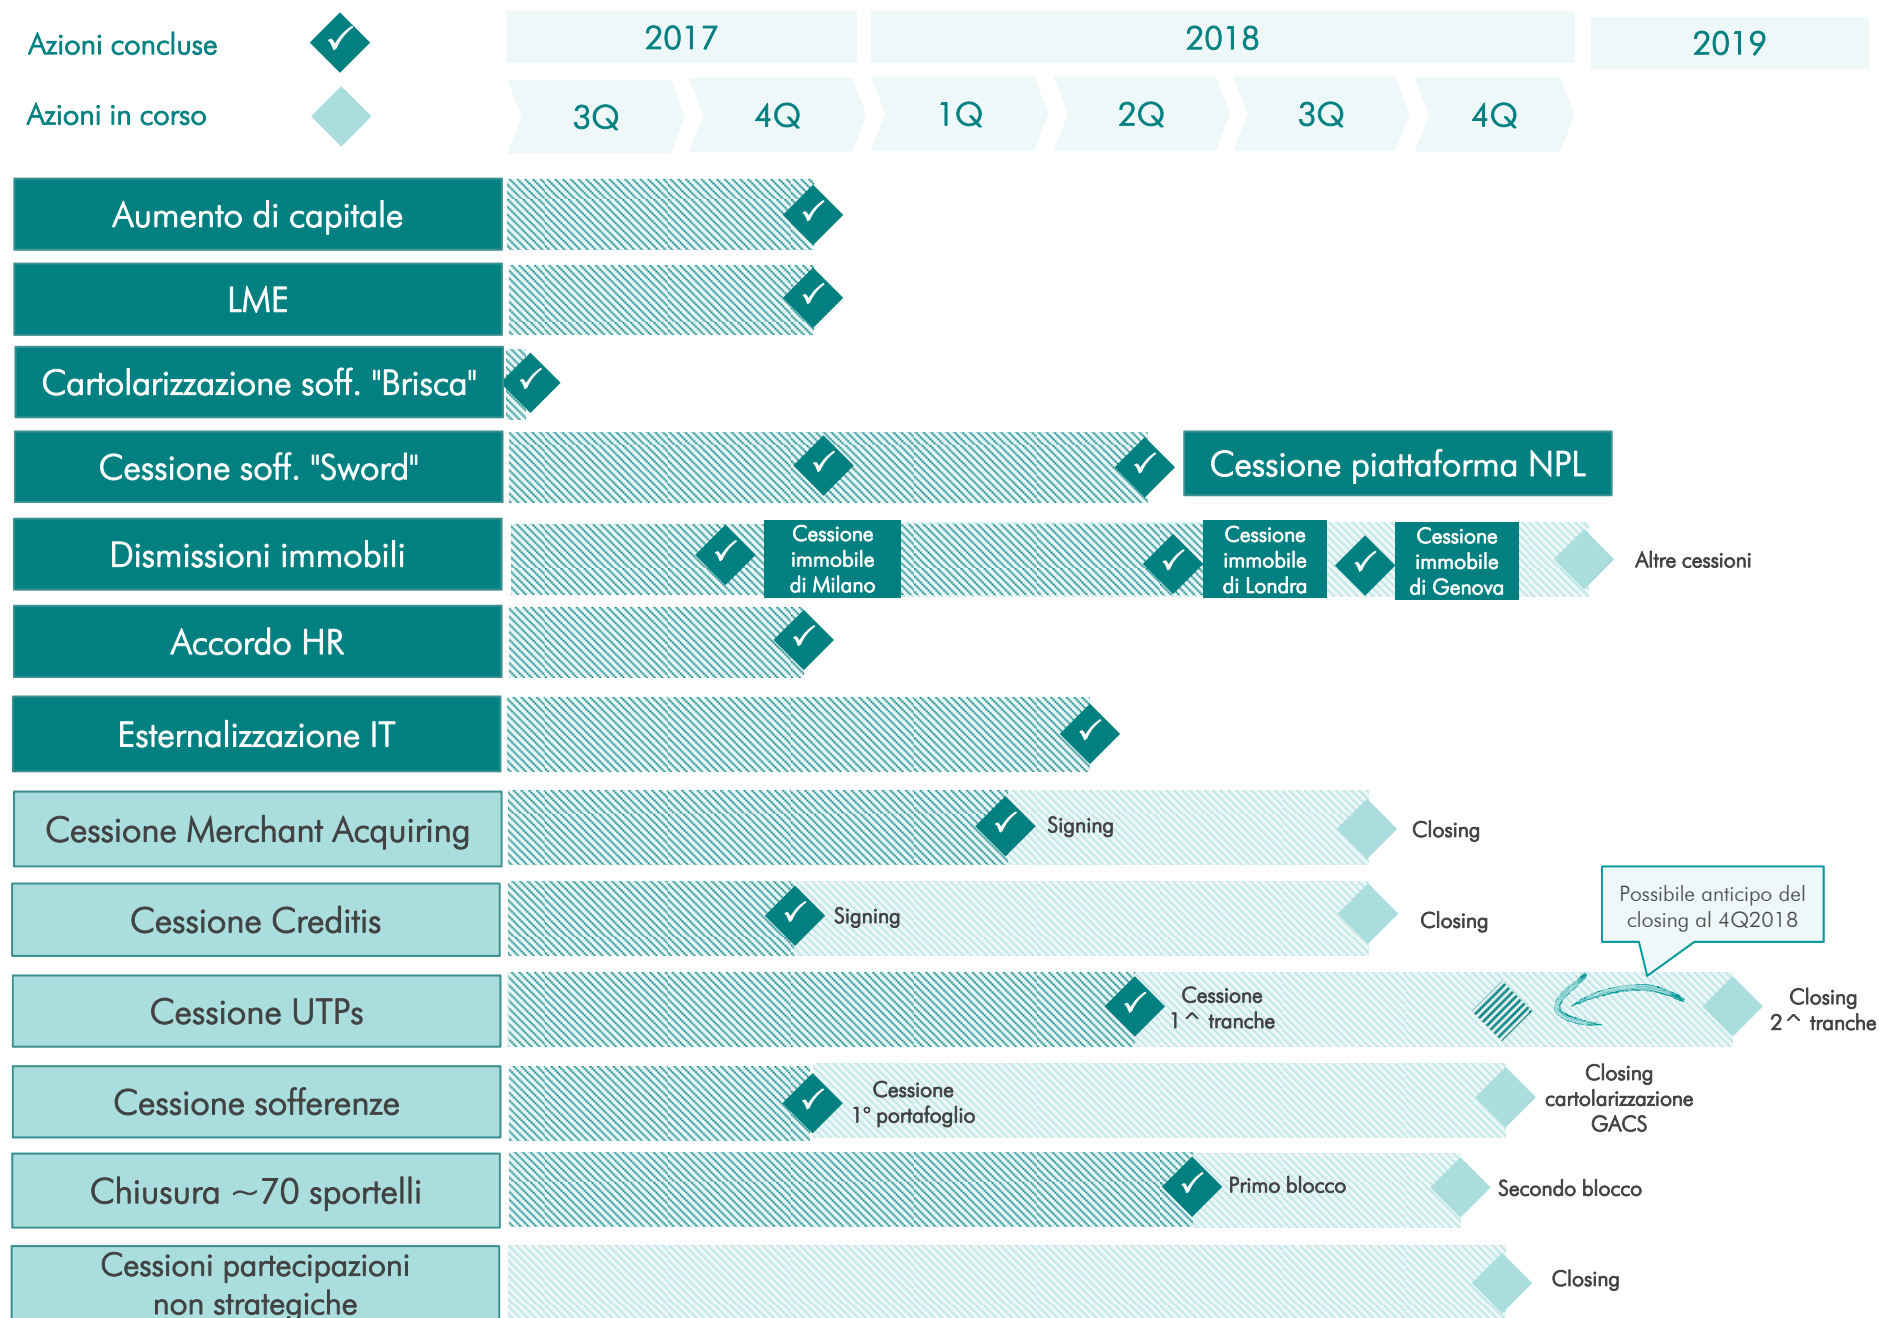 Azioni concluse
Azioni in corso
2017
2018
2019
3Q
4Q
1Q
2Q
3Q
4Q
Aumento di capitale
LME
Cartolarizzazione soff. "Brisca"
Cessione soff. "Sword"
Cessione piattaforma NPL
Dismissioni immobili
Cessione
immobile
di Milano
Cessione
immobile
di Londra
Cessione
immobile
di Genova
Altre cessioni
Accordo HR
Esternalizzazione IT
Cessione Merchant Acquiring
Signing
Closing
Cessione Creditis
Signing
Closing
Possibile anticipo del
closing al 4Q2018
Cessione UTPs
Cessione
1^ tranche
Closing
2^ tranche
Cessione sofferenze
Cessione
1° portafoglio
Closing
cartolarizzazione
GACS
Chiusura ~70 sportelli
Primo blocco
Secondo blocco
Cessioni partecipazioni
non strategiche
Closing